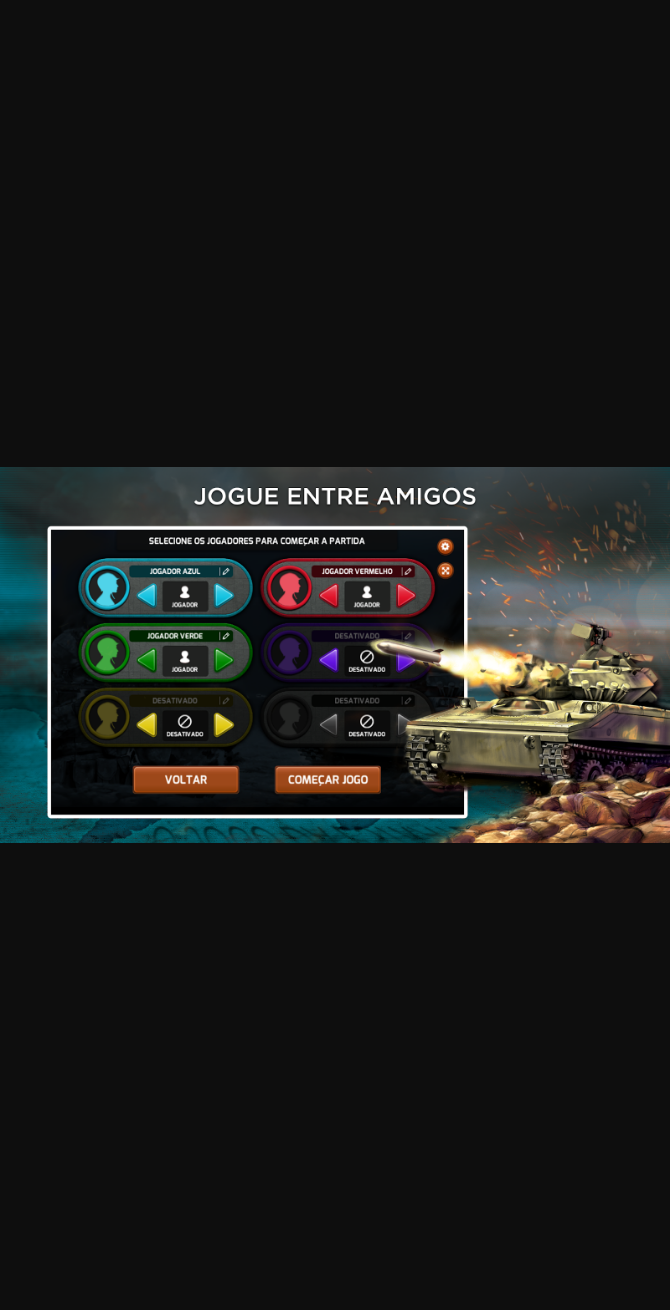 JOGUE ENTRE AMIGOS
SELECIONE OS JOGADORES PARA COMEÇAR A PARTIDA
JOGADOR AZUL
JOGADOR
JOGADOR VERMELHO
JOGADOR
JOGADOR VERDE
JOGADOR
DESATIVADO
DESATIVADO
DESATIVADO
DESATIVADO
DESATIVADO
DESATIVADO
VOLTAR
COMEÇAR JOGO